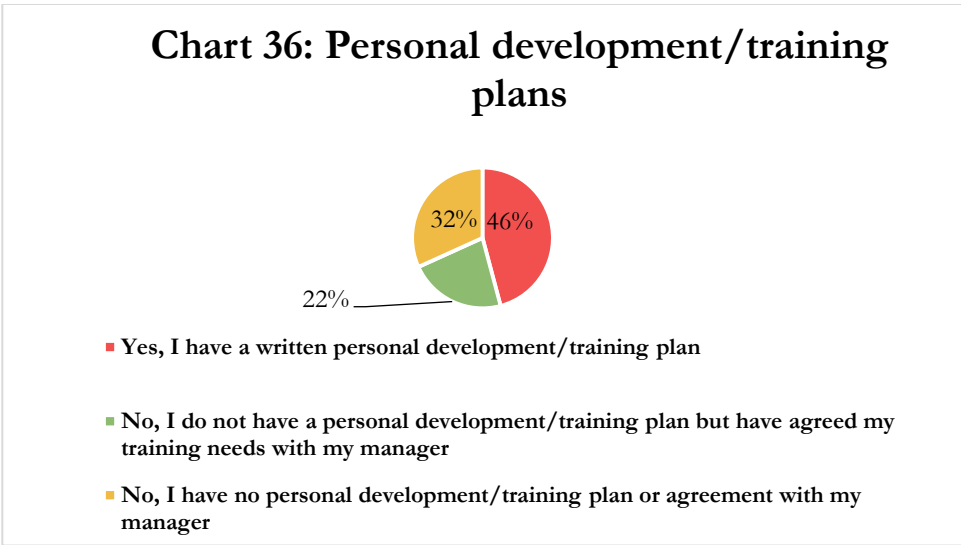 Chart 36: Personal development/training
plans
32%
46%
22%
Yes, I have a written personal development/training plan
No, I do not have a personal development/training plan but have agreed my
training needs with my manager
No, I have no personal development/training plan or agreement with my
manager